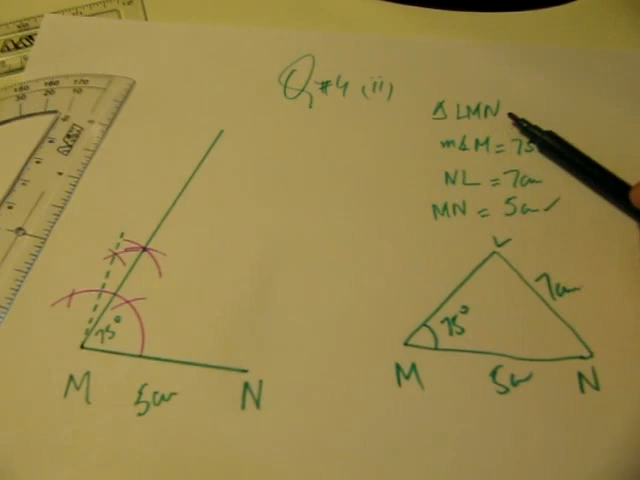 Q#4 (ii)
Δ LMN
m∡M = 75
NL = 7cm
MN = 5cm ✓
L
7cm
75°
M
5cm
N
75°
M
5cm
N